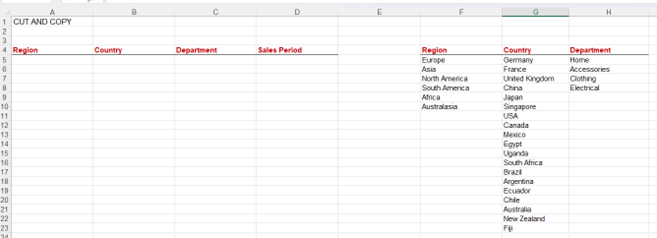 A B C D E F G H
1 CUT AND COPY
2
3
4 Region Country Department Sales Period Region Country Department
5 Europe Germany Home
6 Asia France Accessories
7 North America United Kingdom Clothing
8 South America China Electrical
9 Africa Japan
10 Australasia Singapore
11 USA
12 Canada
13 Mexico
14 Egypt
15 Uganda
16 South Africa
17 Brazil
18 Argentina
19 Ecuador
20 Chile
21 Australia
22 New Zealand
23 Fiji
24